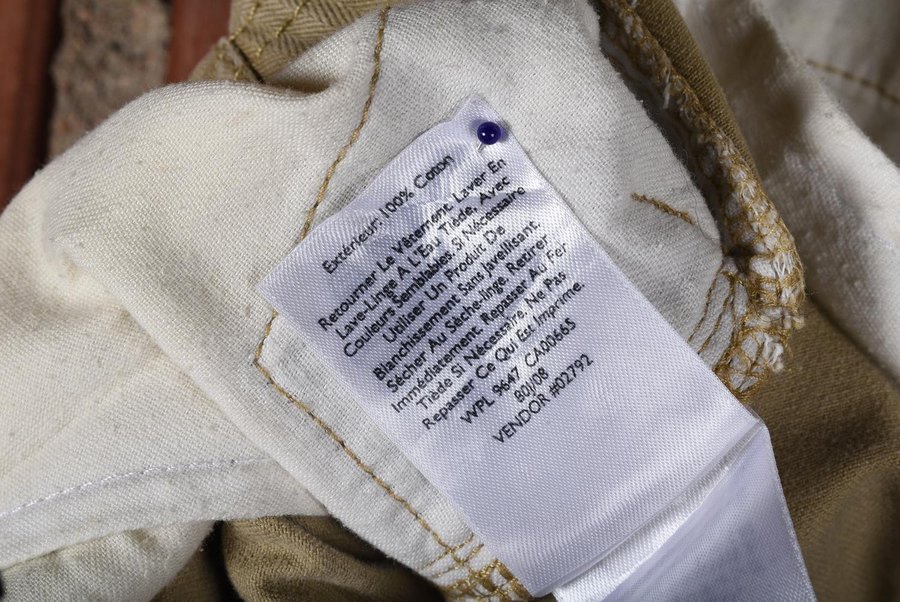 Extérieur: 100% Coton
Retourner Le Vêtement. Laver En
Lave-Linge A L'Eau Tiède, Avec
Couleurs Semblables Si Nécessaire
Utiliser Un Produit De
Blanchissement Sans Javellisant
Sécher Au Sèche-linge. Retirer
Immédiatement. Repasser Au Fer
Tiède Si Nécessaire. Ne Pas
Repasser Ce Qui Est Imprime.
WPL 9647 CA00665
B0J/08
VENDOR #02792